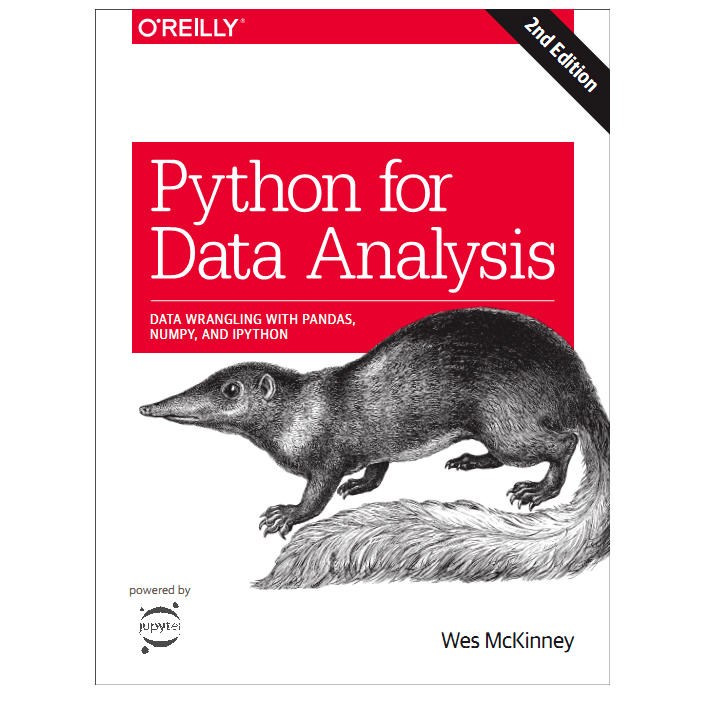 O'REILLY®
2nd Edition
Python for
Data Analysis
DATA WRANGLING WITH PANDAS,
NUMPY, AND IPYTHON
powered by
jupyter
Wes McKinney